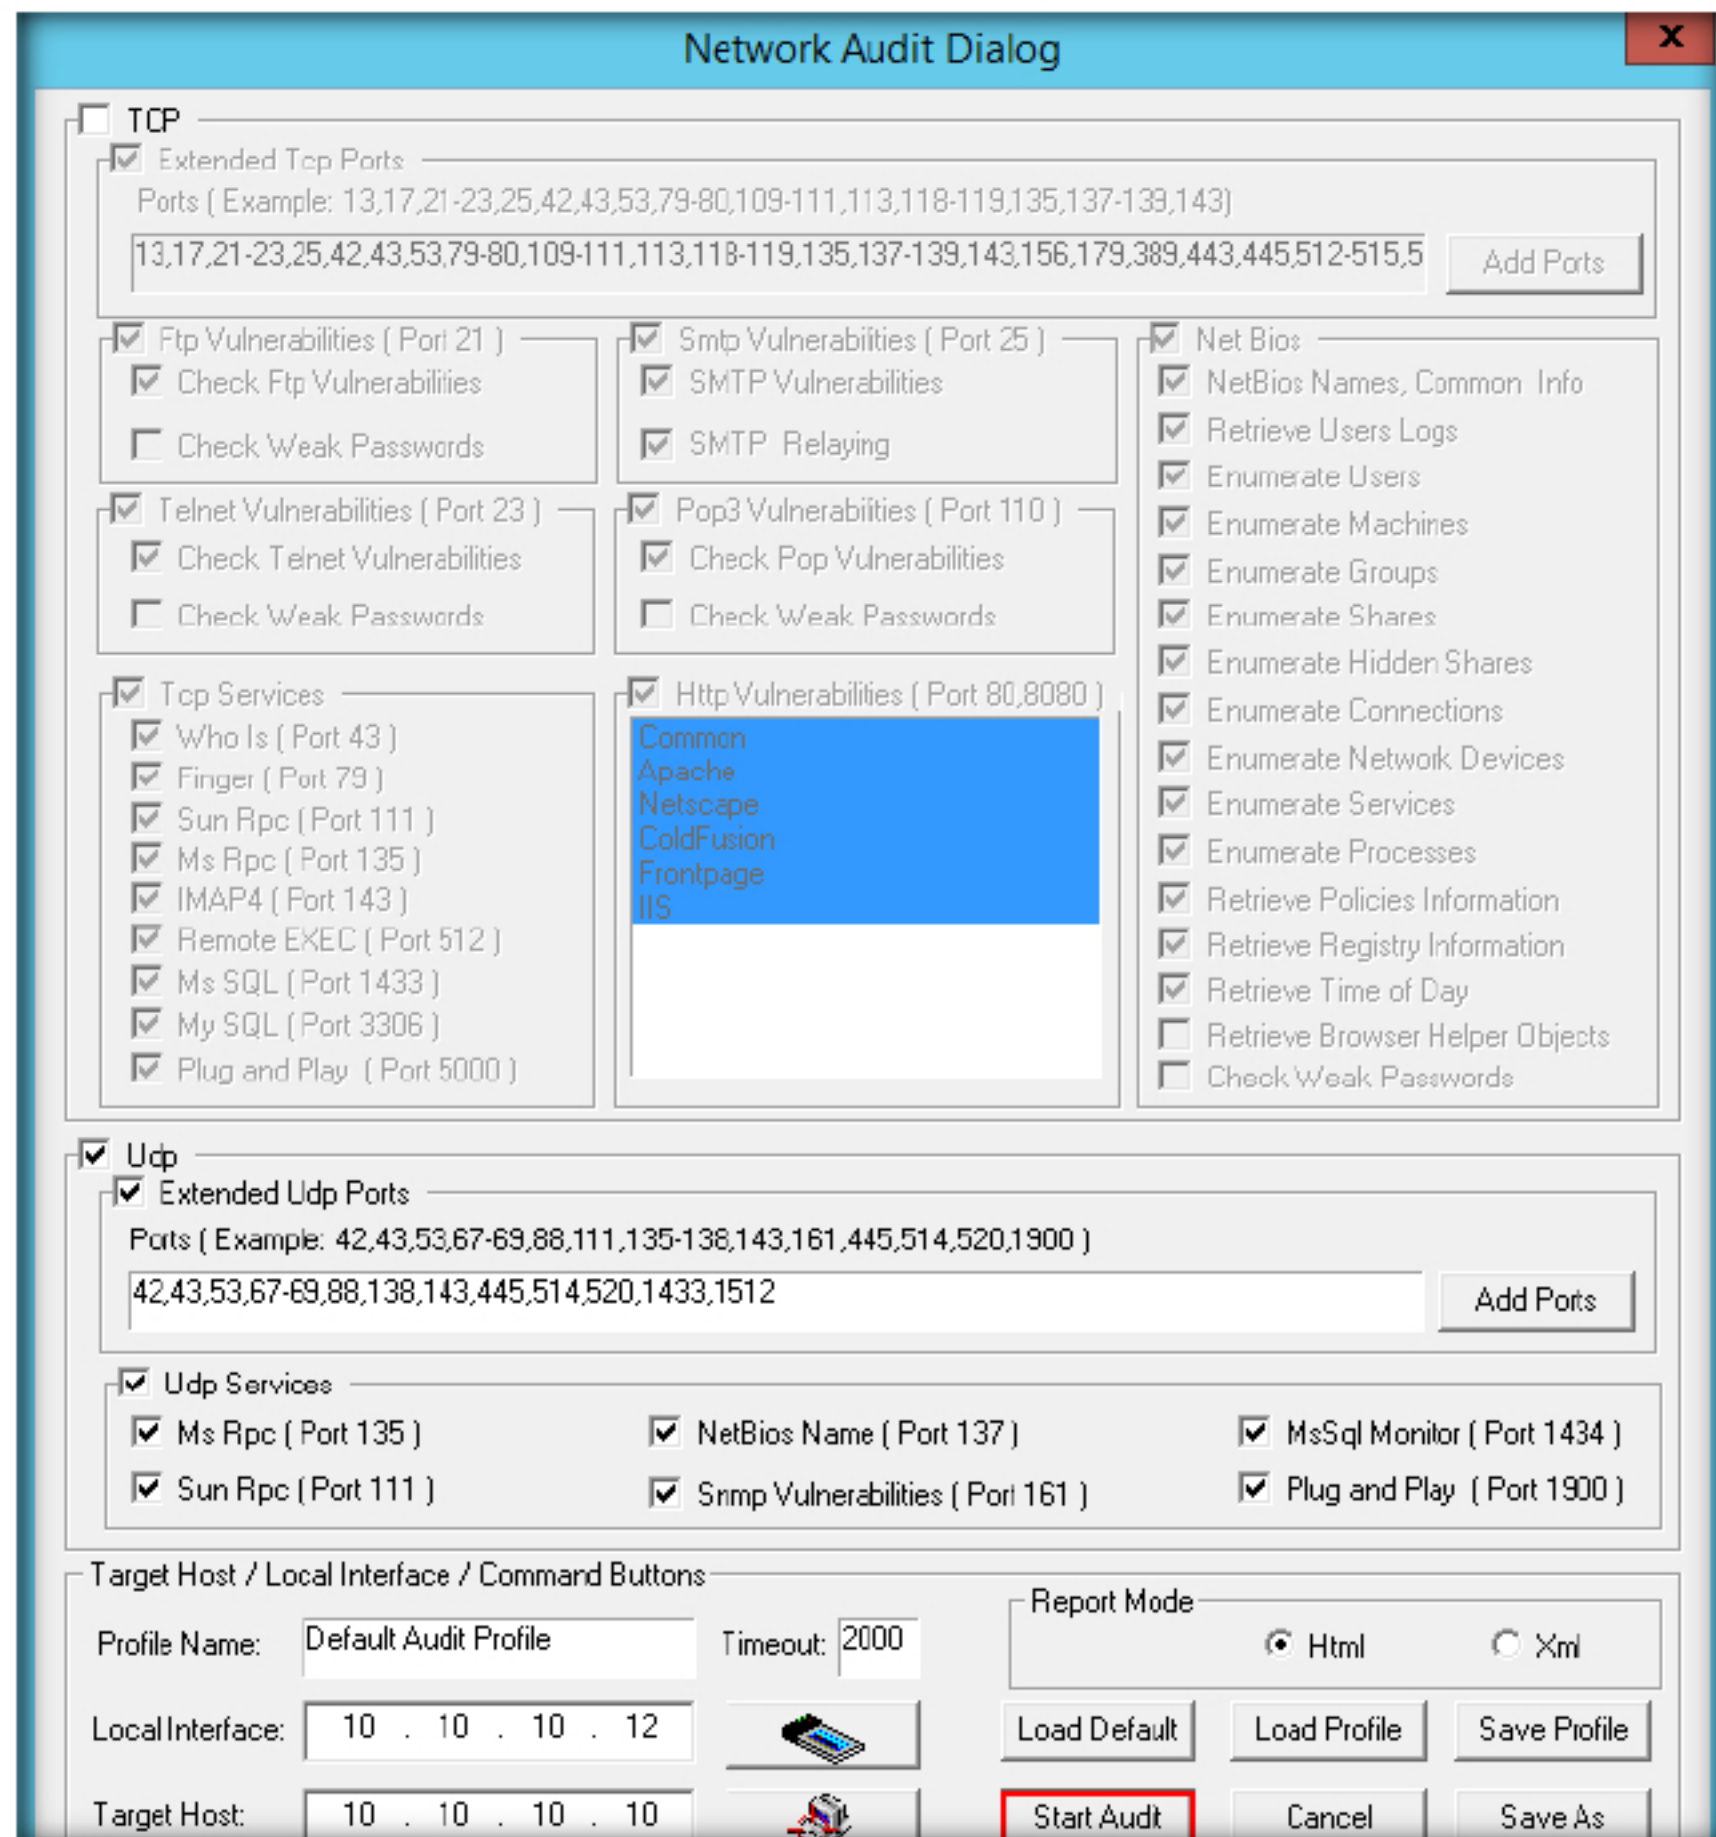 Network Audit Dialog
x
TCP
Extended Tcp Ports
Ports ( Example: 13,17,21-23,25,42,43,53,79-80,109-111,113,118-119,135,137-139,143)
13,17,21-23,25,42,43,53,79-80,109-111,113,118-119,135,137-139,143,156,179,389,443,445,512-515,5
Add Ports
Ftp Vulnerabilities ( Port 21 )
Check Ftp Vulnerabilities
Check Weak Passwords
Smtp Vulnerabilities ( Port 25 )
SMTP Vulnerabilities
SMTP Relaying
Telnet Vulnerabilities ( Port 23 )
Check Telnet Vulnerabilities
Check Weak Passwords
Pop3 Vulnerabilities ( Port 110 )
Check Pop Vulnerabilities
Check Weak Passwords
Tcp Services
Who Is ( Port 43 )
Finger ( Port 79 )
Sun Rpc ( Port 111 )
Ms Rpc ( Port 135 )
IMAP4 ( Port 143 )
Remote EXEC ( Port 512 )
Ms SQL ( Port 1433 )
My SQL ( Port 3306 )
Plug and Play ( Port 5000 )
Http Vulnerabilities ( Port 80,8080 )
Common
Apache
Netscape
ColdFusion
Frontpage
IIS
Net Bios
NetBios Names, Common Info
Retrieve Users Logs
Enumerate Users
Enumerate Machines
Enumerate Groups
Enumerate Shares
Enumerate Hidden Shares
Enumerate Connections
Enumerate Network Devices
Enumerate Services
Enumerate Processes
Retrieve Policies Information
Retrieve Registry Information
Retrieve Time of Day
Retrieve Browser Helper Objects
Check Weak Passwords
Udp
Extended Udp Ports
Ports ( Example: 42,43,53,67-69,88,111,135-138,143,161,445,514,520,1900 )
42,43,53,67-69,88,138,143,445,514,520,1433,1512
Add Ports
Udp Services
Ms Rpc ( Port 135 )
NetBios Name ( Port 137 )
MsSql Monitor ( Port 1434 )
Sun Rpc ( Port 111 )
Snmp Vulnerabilities ( Port 161 )
Plug and Play ( Port 1900 )
Target Host / Local Interface / Command Buttons
Profile Name:
Default Audit Profile
Timeout:
2000
Report Mode
Html
Xml
Local Interface:
10 . 10 . 10 . 12
Load Default
Load Profile
Save Profile
Target Host:
10 . 10 . 10 . 10
Start Audit
Cancel
Save As